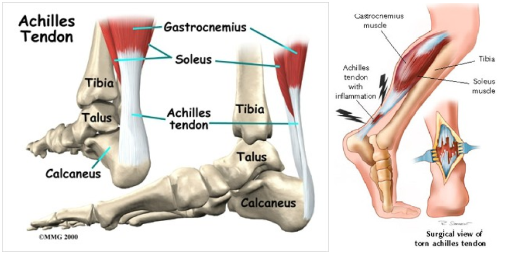 Achilles
Tendon
Gastrocnemius
Soleus
Tibia
Talus
Achilles
tendon
Calcaneus
Tibia
Talus
Calcaneus
©MMG 2000
Gastrocnemius
muscle
Tibia
Achilles
tendon
with
inflammation
Soleus
muscle
Surgical view of
torn achilles tendon